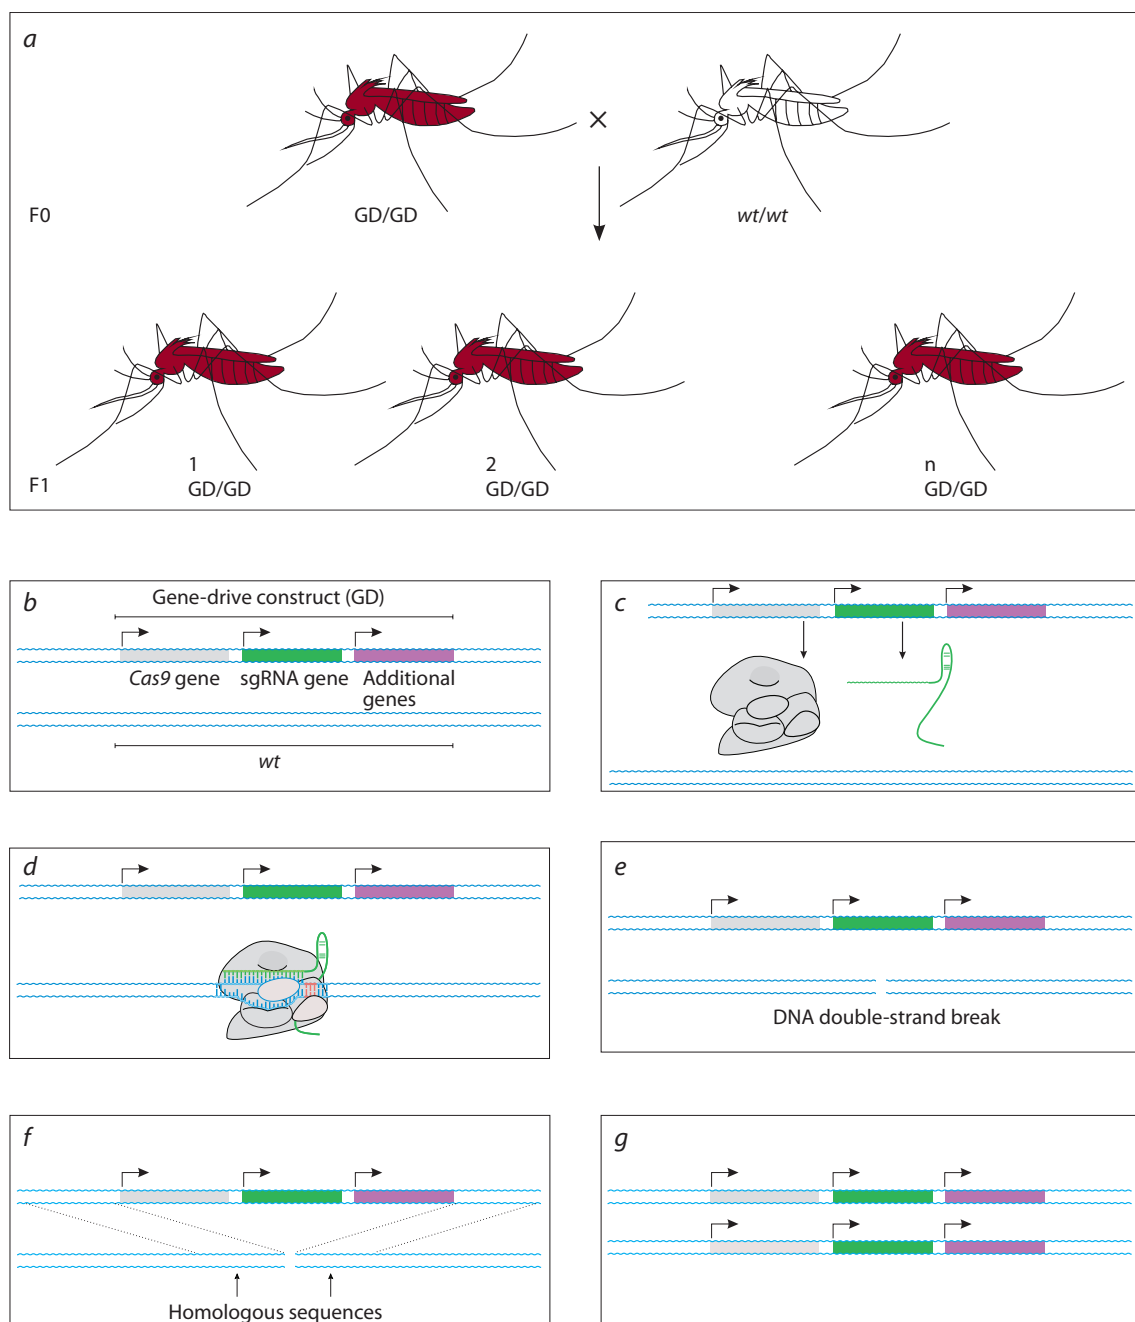 a
×
F0
GD/GD
wt/wt
1
2
n
F1
GD/GD
GD/GD
GD/GD
b
Gene-drive construct (GD)
Cas9 gene
sgRNA gene
Additional
genes
wt
c
d
e
DNA double-strand break
f
Homologous sequences
g